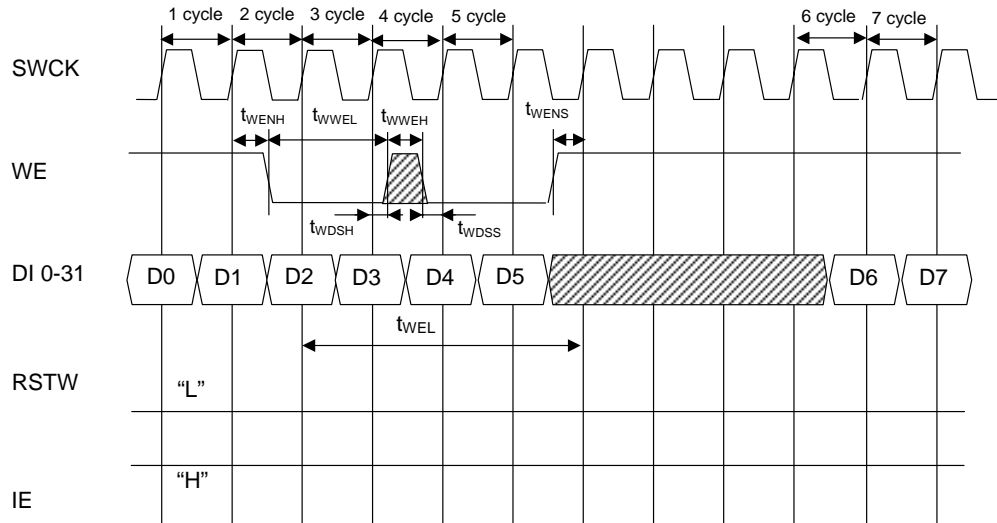 1 cycle 2 cycle 3 cycle 4 cycle 5 cycle 6 cycle 7 cycle
SWCK
tWENH tWWEL tWWEH tWENS
WE
tWDSH tWDSS
DI 0-31 D0 D1 D2 D3 D4 D5 D6 D7
tWEL
RSTW “L”
“H”
IE